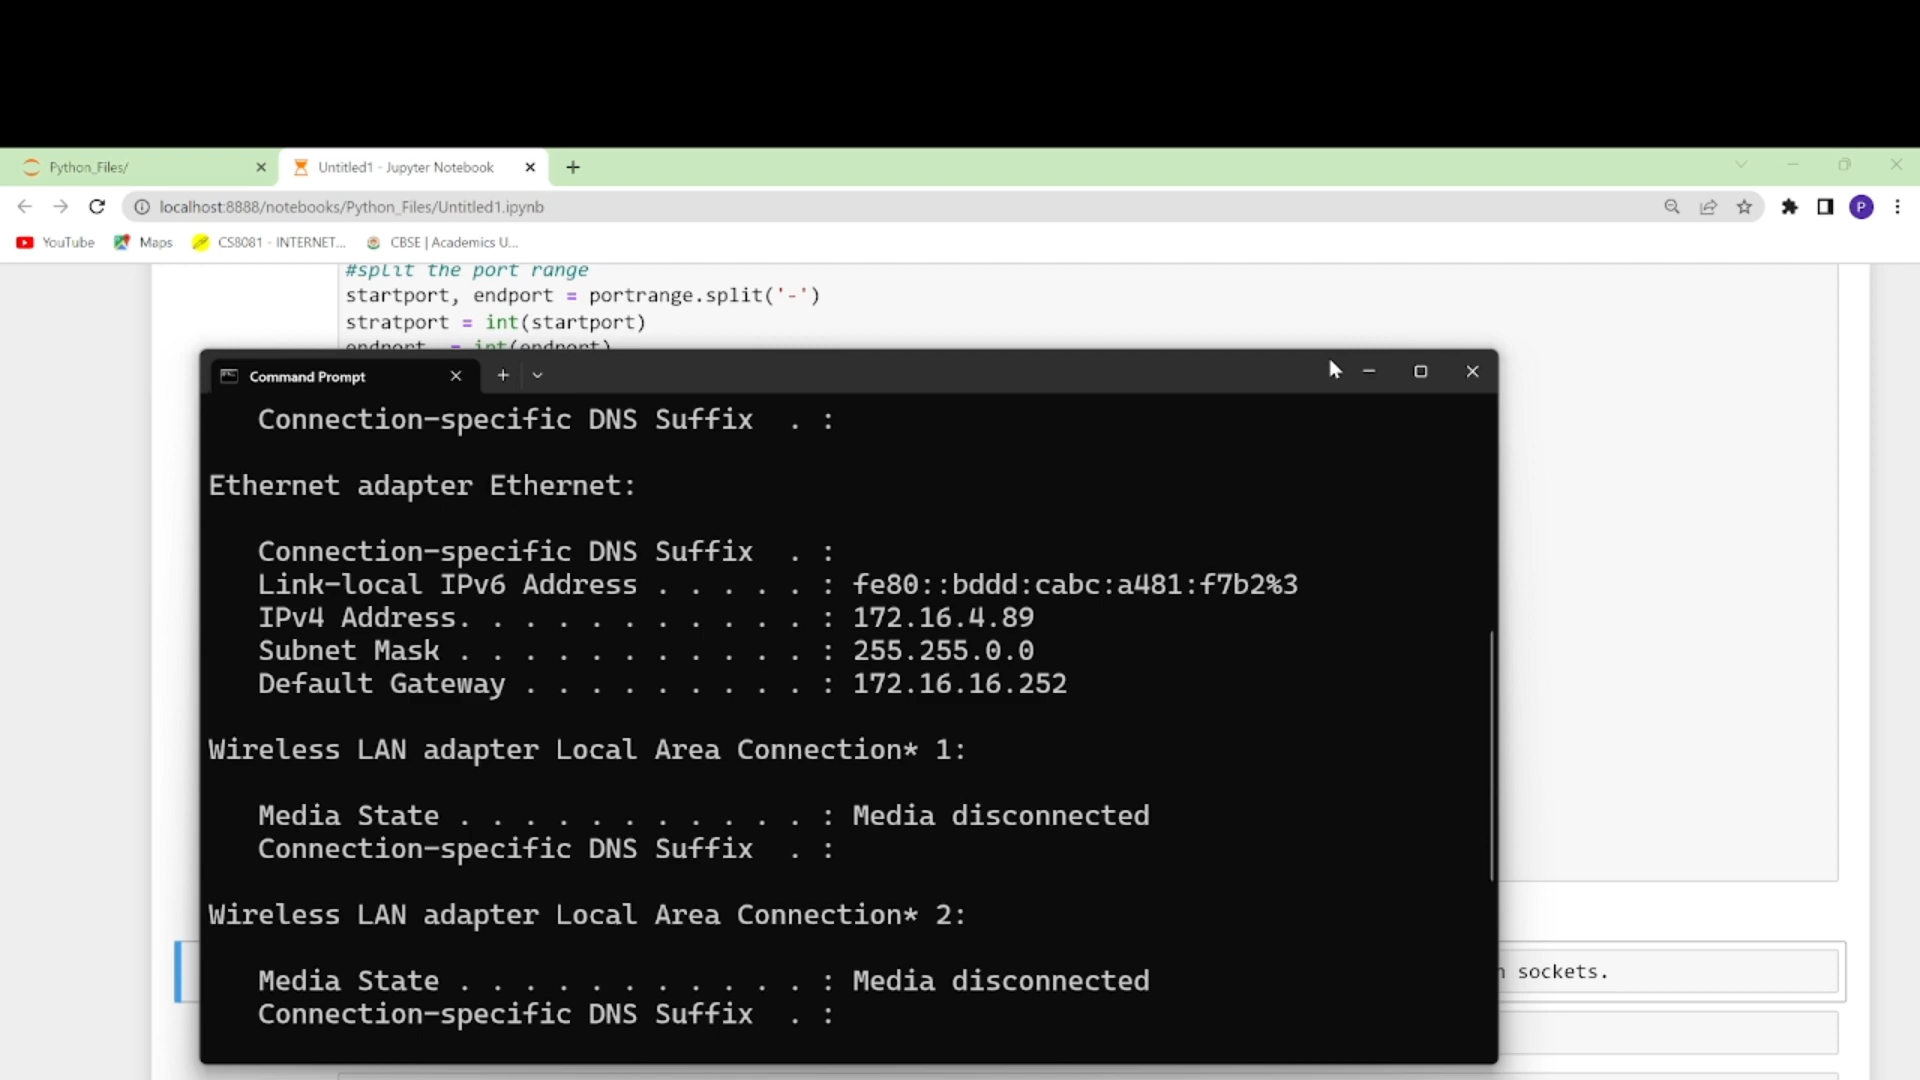 Python_Files/
Untitled1 - Jupyter Notebook
localhost:8888/notebooks/Python_Files/Untitled1.ipynb
P
YouTube
Maps
CS8081 - INTERNET...
CBSE | Academics U...
#split the port range
startport, endport = portrange.split('-')
stratport = int(startport)
endport = int(endport)
Command Prompt
Connection-specific DNS Suffix . :
Ethernet adapter Ethernet:
Connection-specific DNS Suffix . :
Link-local IPv6 Address . . . . . : fe80::bddd:cabc:a481:f7b2%3
IPv4 Address. . . . . . . . . . . : 172.16.4.89
Subnet Mask . . . . . . . . . . . : 255.255.0.0
Default Gateway . . . . . . . . . : 172.16.16.252
Wireless LAN adapter Local Area Connection* 1:
Media State . . . . . . . . . . . : Media disconnected
Connection-specific DNS Suffix . :
Wireless LAN adapter Local Area Connection* 2:
Media State . . . . . . . . . . . : Media disconnected
sockets.
Connection-specific DNS Suffix . :